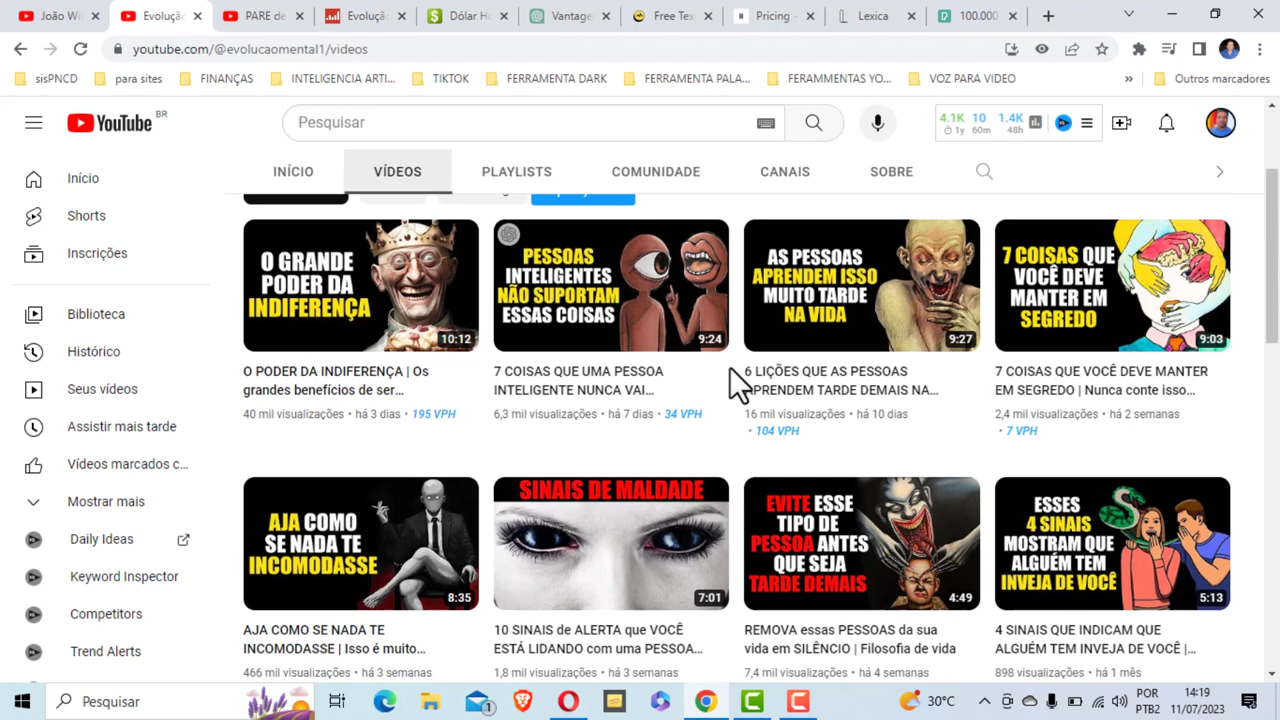 João Wil
Evoluçã
PARE de
Evoluçã
Dólar Ho
Vantage
Free Tex
Pricing -
Lexica
100.000
youtube.com/@evolucaomental1/videos
sisPNCD
para sites
FINANÇAS
INTELIGENCIA ARTI...
TIKTOK
FERRAMENTA DARK
FERRAMENTA PALA...
FERAMMENTAS YO...
VOZ PARA VIDEO
»
Outros marcadores
YouTube BR
Pesquisar
4.1K 10 1.4K
1y 60m 48h
INÍCIO
VÍDEOS
PLAYLISTS
COMUNIDADE
CANAIS
SOBRE
Início
Shorts
Inscrições
Biblioteca
Histórico
Seus vídeos
Assistir mais tarde
Vídeos marcados c...
Mostrar mais
Daily Ideas
Keyword Inspector
Competitors
Trend Alerts
O GRANDE
PODER DA
INDIFERENÇA
10:12
O PODER DA INDIFERENÇA | Os
grandes benefícios de ser...
40 mil visualizações • há 3 dias • 195 VPH
PESSOAS
INTELIGENTES
NÃO SUPORTAM
ESSAS COISAS
9:24
7 COISAS QUE UMA PESSOA
INTELIGENTE NUNCA VAI...
6,3 mil visualizações • há 7 dias • 34 VPH
AS PESSOAS
APRENDEM ISSO
MUITO TARDE
NA VIDA
9:27
6 LIÇÕES QUE AS PESSOAS
APRENDEM TARDE DEMAIS NA...
16 mil visualizações • há 10 dias
• 104 VPH
7 COISAS QUE
VOCÊ DEVE
MANTER EM
SEGREDO
9:03
7 COISAS QUE VOCÊ DEVE MANTER
EM SEGREDO | Nunca conte isso...
2,4 mil visualizações • há 2 semanas
• 7 VPH
AJA COMO
SE NADA TE
INCOMODASSE
8:35
AJA COMO SE NADA TE
INCOMODASSE | Isso é muito...
466 mil visualizações • há 3 semanas
SINAIS DE MALDADE
7:01
10 SINAIS de ALERTA que VOCÊ
ESTÁ LIDANDO com uma PESSOA...
1,8 mil visualizações • há 3 semanas
EVITE ESSE
TIPO DE
PESSOA ANTES
QUE SEJA
TARDE DEMAIS
4:49
REMOVA essas PESSOAS da sua
vida em SILÊNCIO | Filosofia de vida
7,4 mil visualizações • há 4 semanas
ESSES
4 SINAIS
MOSTRAM QUE
ALGUÉM TEM
INVEJA DE VOCÊ
5:13
4 SINAIS QUE INDICAM QUE
ALGUÉM TEM INVEJA DE VOCÊ |...
898 visualizações • há 1 mês
Pesquisar
1
30°C
POR
PTB2
14:19
11/07/2023